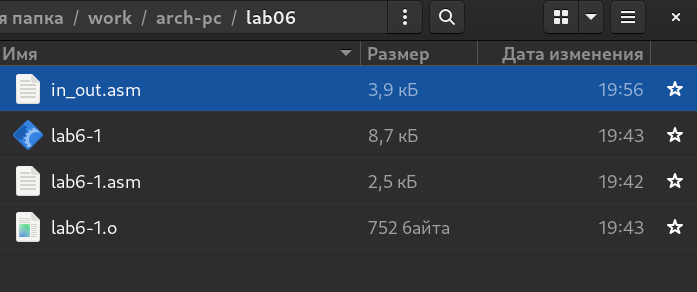 я папка / work / arch-pc / lab06
Имя Размер Дата изменения
in_out.asm 3,9 кБ 19:56
lab6-1 8,7 кБ 19:43
lab6-1.asm 2,5 кБ 19:42
lab6-1.o 752 байта 19:43